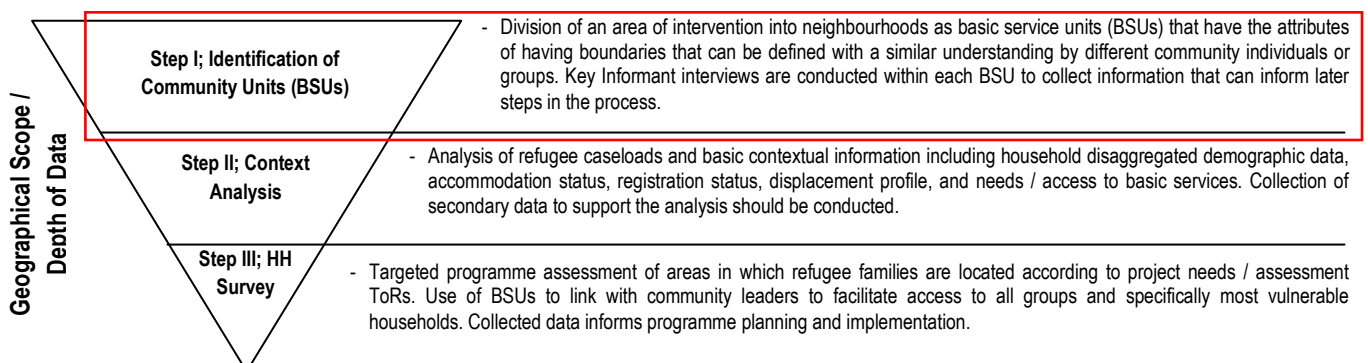 Geographical Scope /
Depth of Data
Step I; Identification of
Community Units (BSUs)
- Division of an area of intervention into neighbourhoods as basic service units (BSUs) that have the attributes
of having boundaries that can be defined with a similar understanding by different community individuals or
groups. Key Informant interviews are conducted within each BSU to collect information that can inform later
steps in the process.
Step II; Context
Analysis
- Analysis of refugee caseloads and basic contextual information including household disaggregated demographic data,
accommodation status, registration status, displacement profile, and needs / access to basic services. Collection of
secondary data to support the analysis should be conducted.
Step III; HH
Survey
- Targeted programme assessment of areas in which refugee families are located according to project needs / assessment
ToRs. Use of BSUs to link with community leaders to facilitate access to all groups and specifically most vulnerable
households. Collected data informs programme planning and implementation.